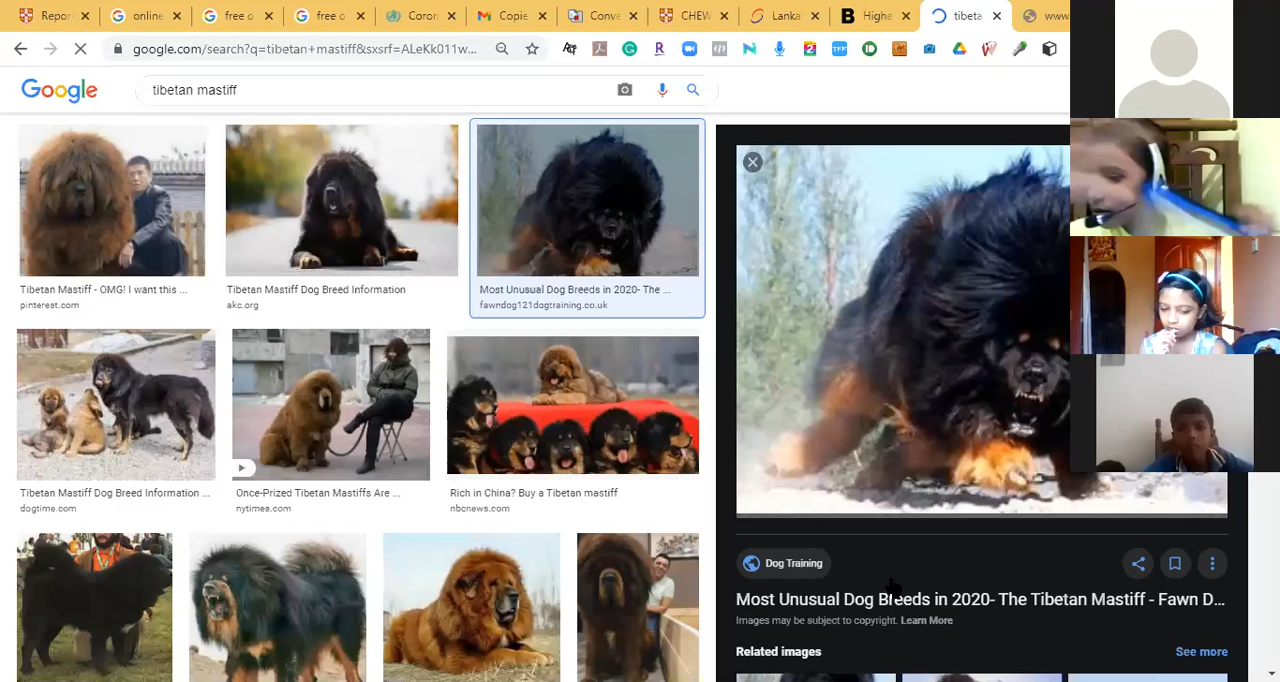 Repor
online
free o
free o
Coron
Copie
Conve
CHEW
Lanka
Highe
tibeta
www
google.com/search?q=tibetan+mastiff&sxsrf=ALeKk011w...
Google
tibetan mastiff
Tibetan Mastiff - OMG! I want this ...
pinterest.com
Tibetan Mastiff Dog Breed Information
akc.org
Most Unusual Dog Breeds in 2020- The ...
fawndog121dogtraining.co.uk
Tibetan Mastiff Dog Breed Information ...
dogtime.com
Once-Prized Tibetan Mastiffs Are ...
nytimes.com
Rich in China? Buy a Tibetan mastiff
nbcnews.com
Dog Training
Most Unusual Dog Breeds in 2020- The Tibetan Mastiff - Fawn D...
Images may be subject to copyright. Learn More
Related images
See more